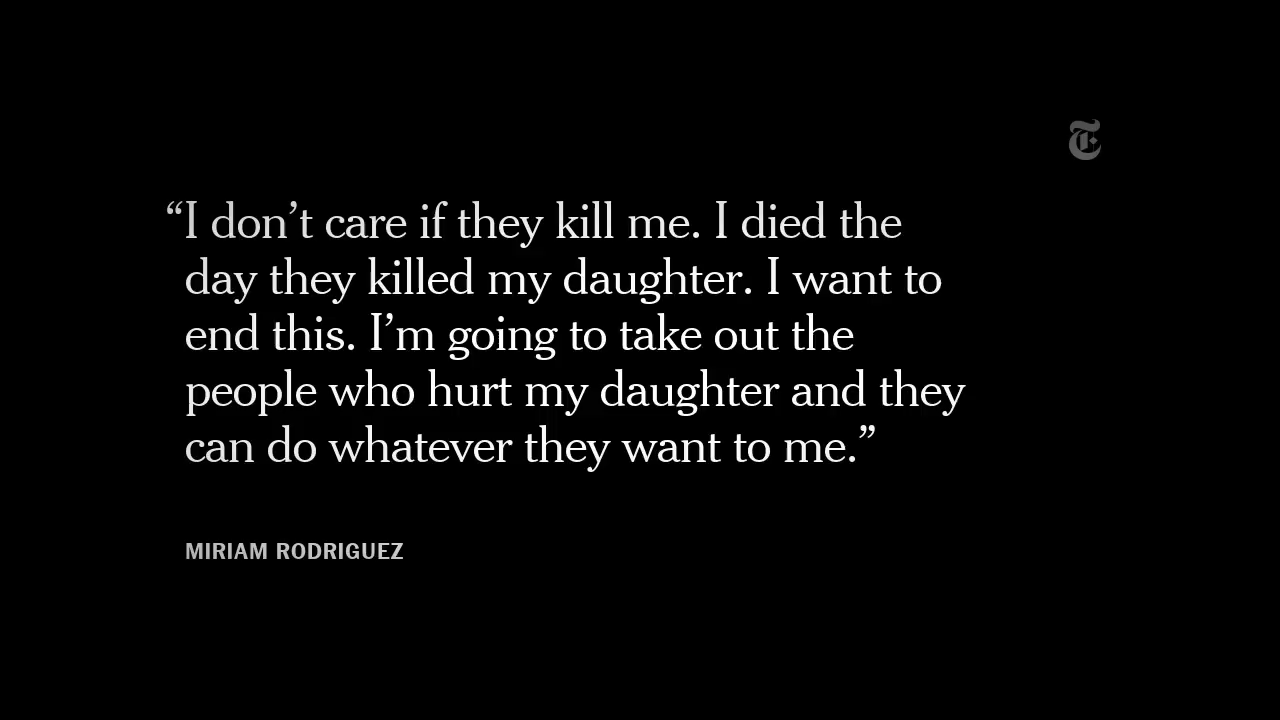 T
“I don’t care if they kill me. I died the
day they killed my daughter. I want to
end this. I’m going to take out the
people who hurt my daughter and they
can do whatever they want to me.”
MIRIAM RODRIGUEZ